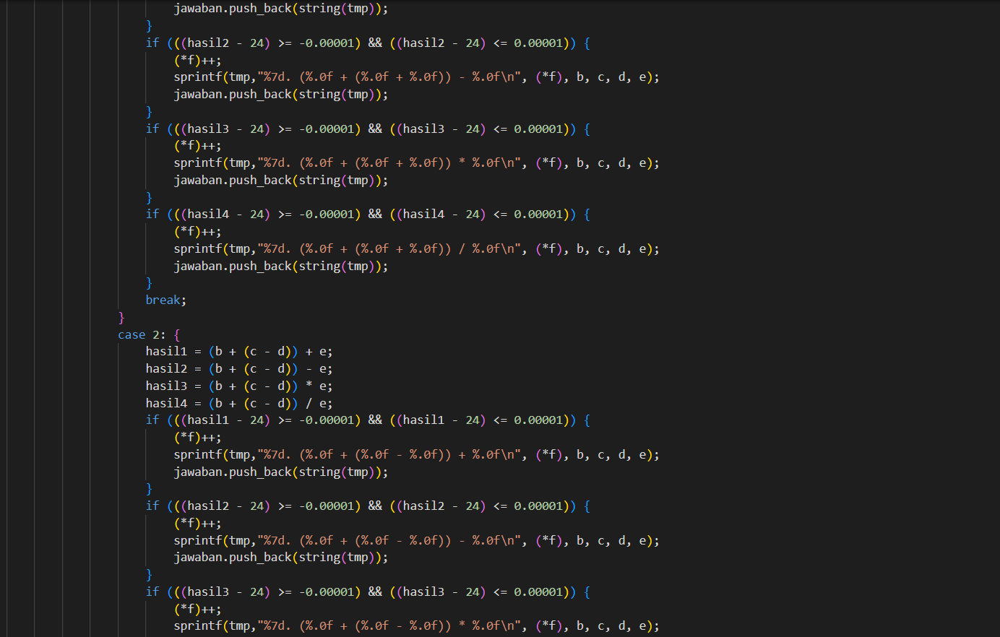 jawaban.push_back(string(tmp));
}
if (((hasil2 - 24) >= -0.00001) && ((hasil2 - 24) <= 0.00001)) {
(*f)++;
sprintf(tmp,"%7d. (%.0f + (%.0f + %.0f)) - %.0f\n", (*f), b, c, d, e);
jawaban.push_back(string(tmp));
}
if (((hasil3 - 24) >= -0.00001) && ((hasil3 - 24) <= 0.00001)) {
(*f)++;
sprintf(tmp,"%7d. (%.0f + (%.0f + %.0f)) * %.0f\n", (*f), b, c, d, e);
jawaban.push_back(string(tmp));
}
if (((hasil4 - 24) >= -0.00001) && ((hasil4 - 24) <= 0.00001)) {
(*f)++;
sprintf(tmp,"%7d. (%.0f + (%.0f + %.0f)) / %.0f\n", (*f), b, c, d, e);
jawaban.push_back(string(tmp));
}
break;
}
case 2: {
hasil1 = (b + (c - d)) + e;
hasil2 = (b + (c - d)) - e;
hasil3 = (b + (c - d)) * e;
hasil4 = (b + (c - d)) / e;
if (((hasil1 - 24) >= -0.00001) && ((hasil1 - 24) <= 0.00001)) {
(*f)++;
sprintf(tmp,"%7d. (%.0f + (%.0f - %.0f)) + %.0f\n", (*f), b, c, d, e);
jawaban.push_back(string(tmp));
}
if (((hasil2 - 24) >= -0.00001) && ((hasil2 - 24) <= 0.00001)) {
(*f)++;
sprintf(tmp,"%7d. (%.0f + (%.0f - %.0f)) - %.0f\n", (*f), b, c, d, e);
jawaban.push_back(string(tmp));
}
if (((hasil3 - 24) >= -0.00001) && ((hasil3 - 24) <= 0.00001)) {
(*f)++;
sprintf(tmp,"%7d. (%.0f + (%.0f - %.0f)) * %.0f\n", (*f), b, c, d, e);